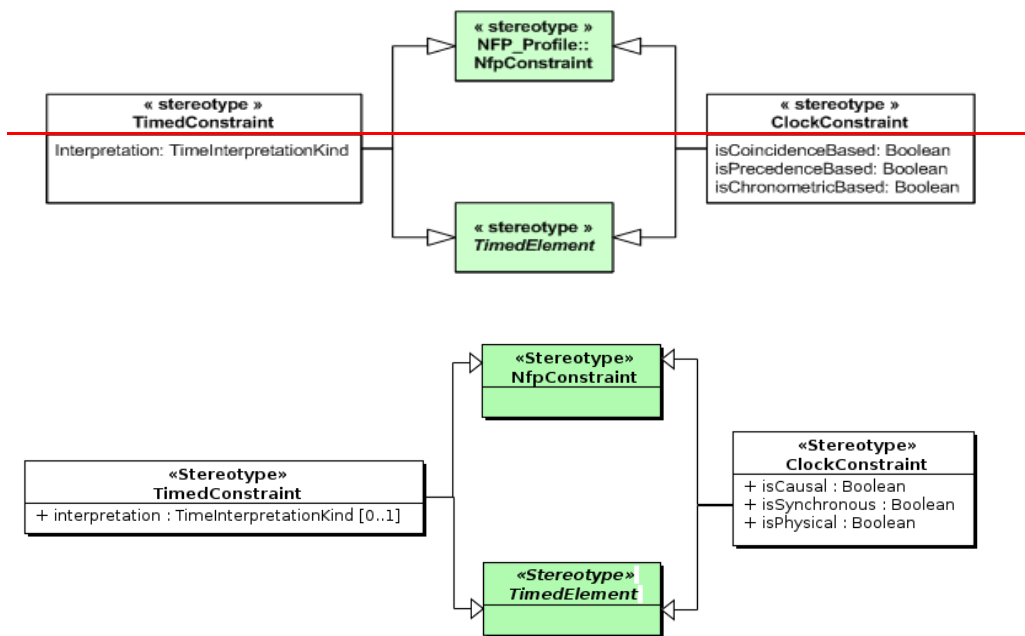 « stereotype »
NFP_Profile::
NfpConstraint
« stereotype »
TimedConstraint
Interpretation: TimeInterpretationKind
« stereotype »
ClockConstraint
isCoincidenceBased: Boolean
isPrecedenceBased: Boolean
isChronometricBased: Boolean
« stereotype »
TimedElement
«Stereotype»
NfpConstraint
«Stereotype»
TimedConstraint
+ interpretation : TimeInterpretationKind [0..1]
«Stereotype»
ClockConstraint
+ isCausal : Boolean
+ isSynchronous : Boolean
+ isPhysical : Boolean
«Stereotype»
TimedElement